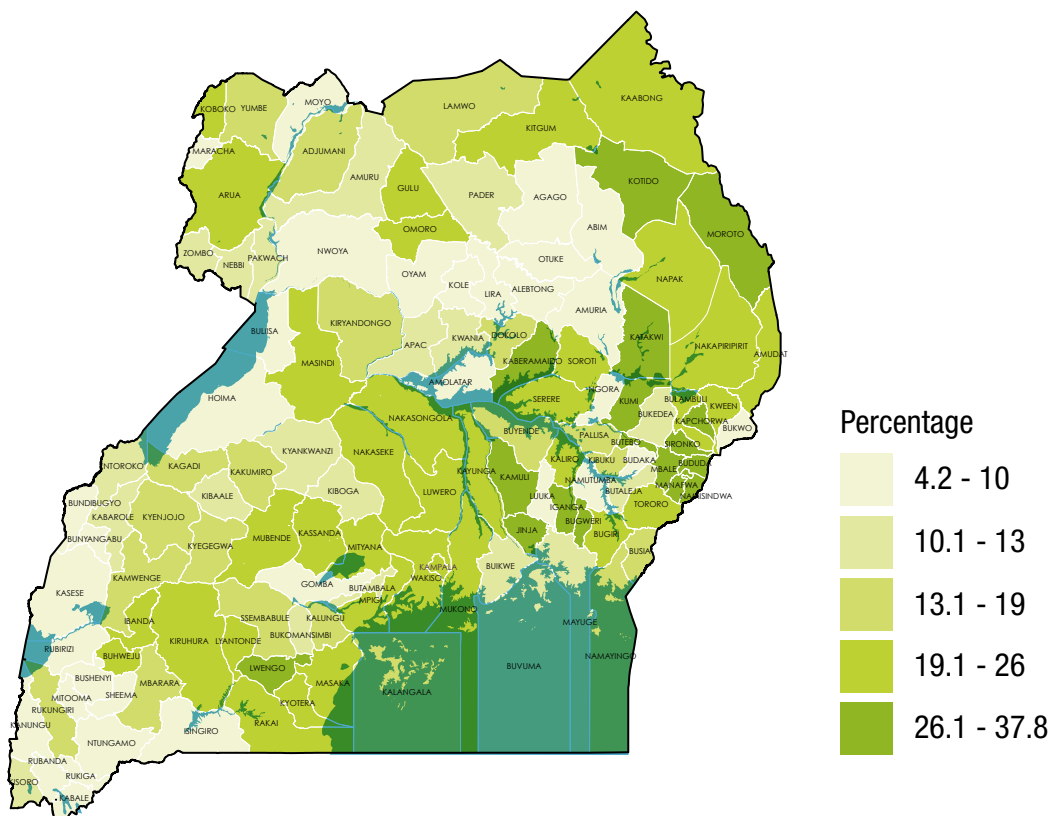 KAABONG
LAMWO
MOYO
KOBOKO
YUMBE
KITGUM
MARACHA
ADJUMANI
AMURU
KOTIDO
GULU
PADER
ARUA
AGAGO
ABIM
MOROTO
OMORO
NWOYA
ZOMBO
NEBBI
PAKWACH
OTUKE
OYAM
NAPAK
KOLE
LIRA
ALEBTONG
AMURIA
BULISA
KIRYANDONGO
APAC
KWANIA
DOKOLO
KATAKWI
NAKAPIRIPIRIT
AMUDAT
MASINDI
KABERAMAIDO
SOROTI
AMOLATAR
NGORA
HOIMA
SERERE
KUMI
BULAMBULI
KWEEN
BUKEDEA
KAPCHORWA
BUKWO
NAKASONGOLA
BUYENDE
PALLISA
BUTEBO
SIRONKO
KYANKWANZI
NAKASEKE
KALIRO
KIBUKU
BUDAKA
MBALE
BUDUDA
NTOROKO
KAGADI
KAKUMIRO
KAYUNGA
KAMULI
NAMUTUMBA
MANAFWA
NAMISINDWA
KIBOGA
LUWERO
LUUKA
BUTALEJA
BUNDIBUGYO
KIBAALE
IGANGA
TORORO
KABAROLE
KYENJOJO
BUGWERI
BUNYANGABU
KYEGEGWA
MUBENDE
KASSANDA
MITYANA
JINJA
BUGIRI
BUSIA
KAMWENGE
KAMPALA
WAKISO
BUIKWE
KASESE
GOMBA
BUTAMBALA
MPIGI
MUKONO
IBANDA
SSEMBABULE
KALUNGU
MAYUGE
KIRUHURA
LYANTONDE
BUKOMANSIMBI
RUBIRIZI
BUHWEJU
BUVUMA
NAMAYINGO
BUSHENYI
LWENGO
MBARARA
MASAKA
KALANGALA
MITOOMA
SHEEMA
RUKUNGIRI
KYOTERA
KANUNGU
ISINGIRO
RAKAI
NTUNGAMO
RUBANDA
KISORO
RUKIGA
KABALE
Percentage
4.2 - 10
10.1 - 13
13.1 - 19
19.1 - 26
26.1 - 37.8